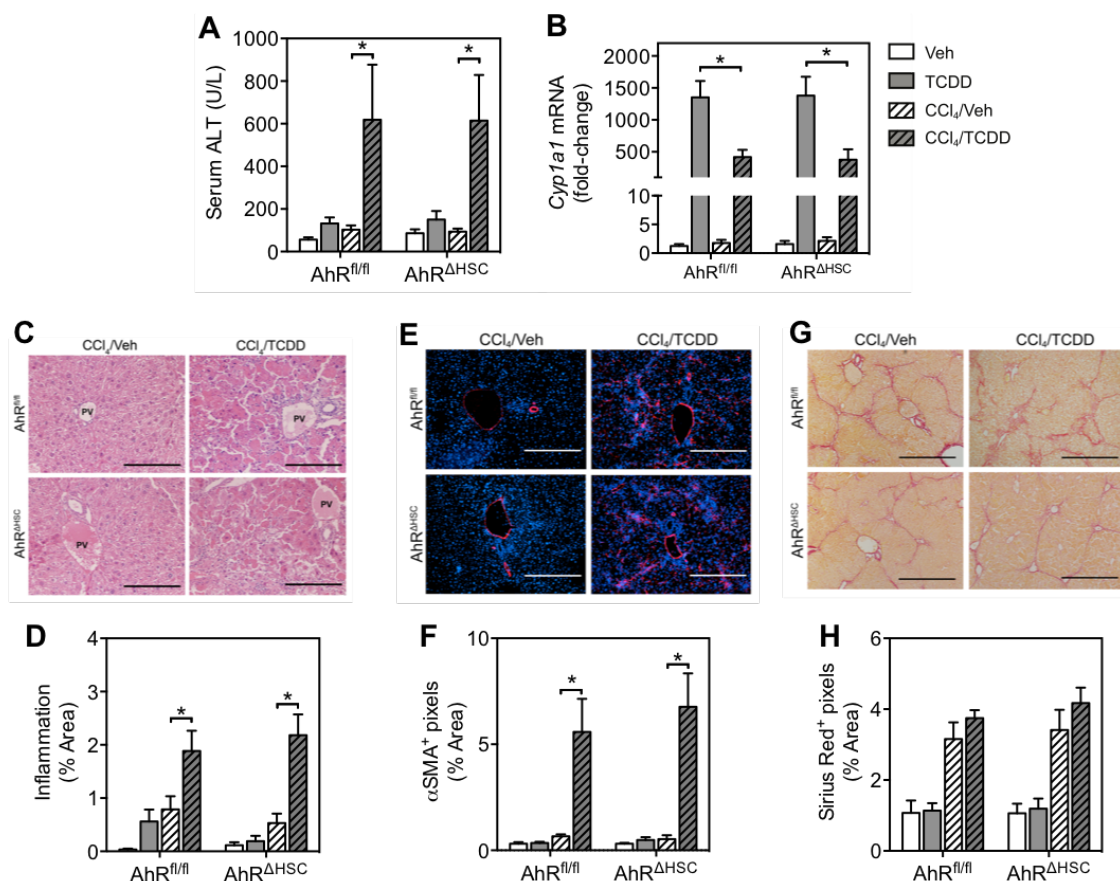 A
Serum ALT (U/L)
1000
800
600
400
200
0
*
*
AhR^fl/fl
AhR^ΔHSC
B
Cyp1a1 mRNA
(fold-change)
2000
1500
1000
500
10
5
0
*
*
AhR^fl/fl
AhR^ΔHSC
Veh
TCDD
CCl₄/Veh
CCl₄/TCDD
C
CCl₄/Veh
CCl₄/TCDD
AhR^fl/fl
PV
PV
AhR^ΔHSC
PV
PV
E
CCl₄/Veh
CCl₄/TCDD
AhR^fl/fl
AhR^ΔHSC
G
CCl₄/Veh
CCl₄/TCDD
AhR^fl/fl
AhR^ΔHSC
D
Inflammation
(% Area)
4
3
2
1
0
*
*
AhR^fl/fl
AhR^ΔHSC
F
αSMA⁺ pixels
(% Area)
10
5
0
*
*
AhR^fl/fl
AhR^ΔHSC
H
Sirius Red⁺ pixels
(% Area)
6
4
2
0
AhR^fl/fl
AhR^ΔHSC